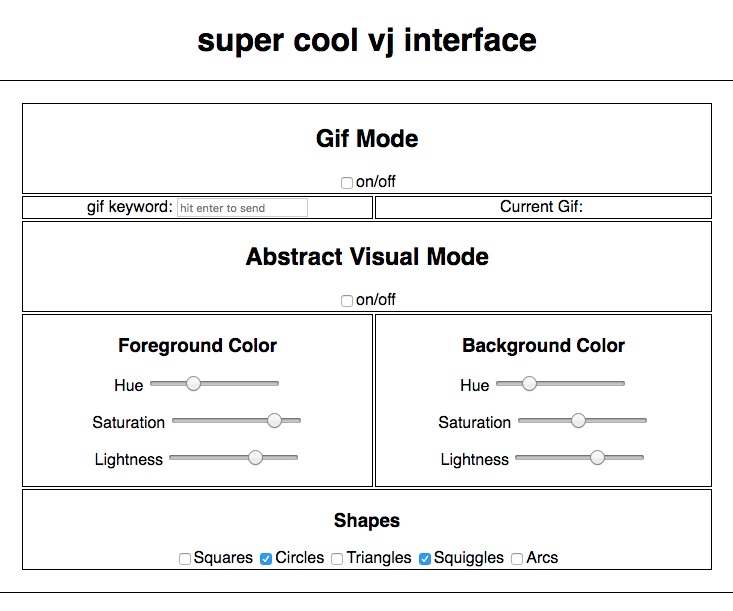 super cool vj interface
Gif Mode
on/off
gif keyword: hit enter to send
Current Gif:
Abstract Visual Mode
on/off
Foreground Color
Hue
Saturation
Lightness
Background Color
Hue
Saturation
Lightness
Shapes
Squares Circles Triangles Squiggles Arcs